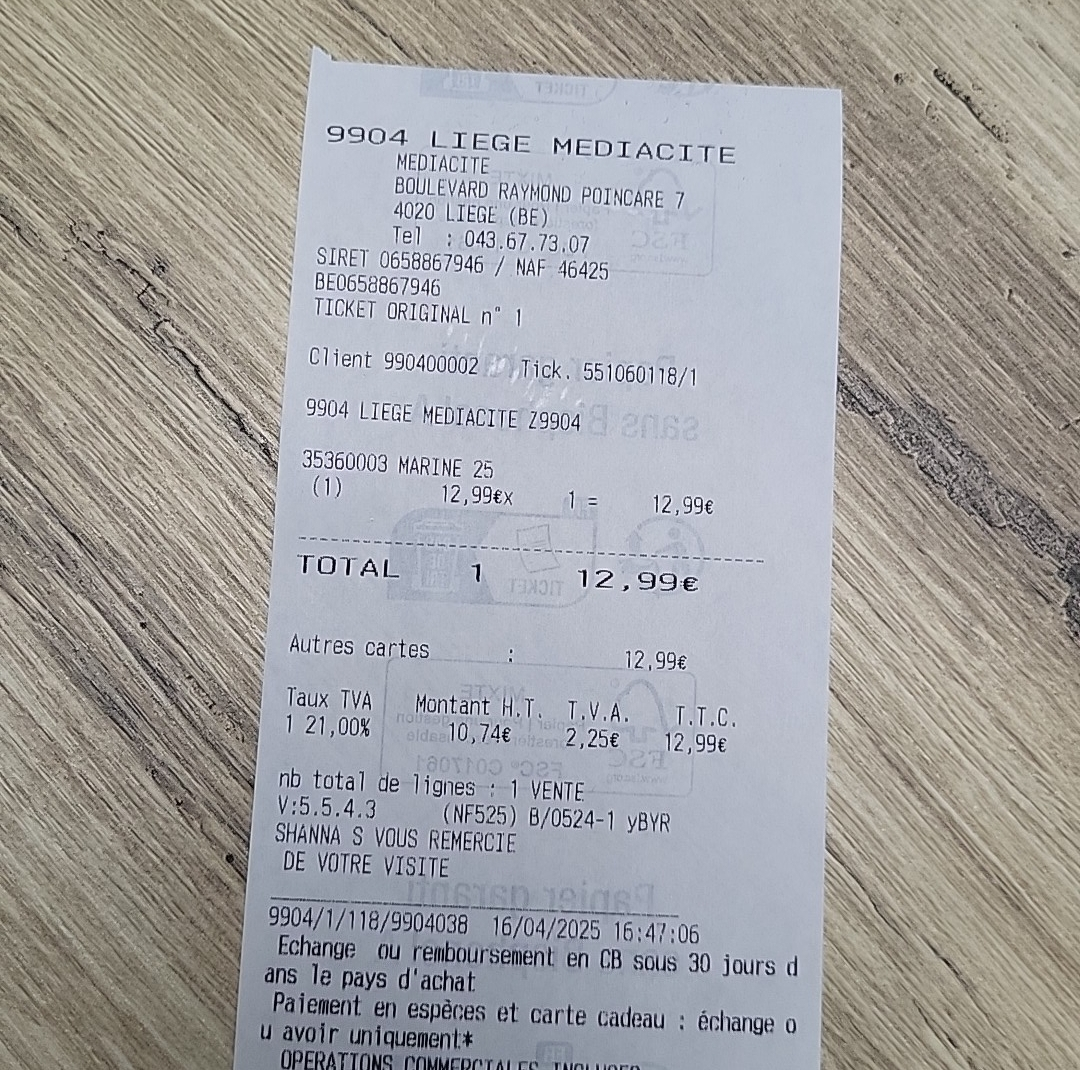 9904 LIEGE MEDIACITE
MEDIACITE
BOULEVARD RAYMOND POINCARE 7
4020 LIEGE (BE)
Tel : 043.67.73.07
SIRET 0658867946 / NAF 46425
BE0658867946
TICKET ORIGINAL n° 1
Client 990400002 Tick. 551060118/1
9904 LIEGE MEDIACITE Z9904
35360003 MARINE 25
(1) 12,99€x 1 = 12,99€
TOTAL 1 12,99€
Autres cartes : 12,99€
Taux TVA Montant H.T. T.V.A. T.T.C.
1 21,00% 10,74€ 2,25€ 12,99€
nb total de lignes : 1 VENTE
V:5.5.4.3 (NF525) B/0524-1 yBYR
SHANNA S VOUS REMERCIE
DE VOTRE VISITE
9904/1/118/9904038 16/04/2025 16:47:06
Echange ou remboursement en CB sous 30 jours d
ans le pays d'achat
Paiement en espèces et carte cadeau : échange o
u avoir uniquement*
OPERATIONS COMMERCIALES INCLUSES